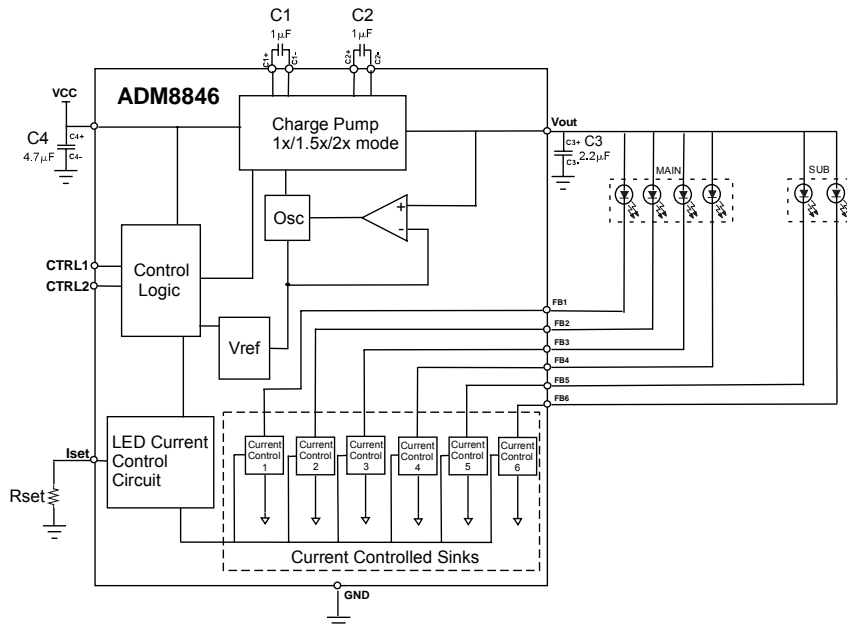 C1
1µF
C1+
C1-
C2
1µF
C2+
C2-
VCC
ADM8846
Charge Pump
1x/1.5x/2x mode
Vout
C4
4.7µF
C4+
C4-
C3+
C3-
C3
2.2µF
MAIN
SUB
Osc
+
-
CTRL1
CTRL2
Control
Logic
Vref
FB1
FB2
FB3
FB4
FB5
FB6
Iset
Rset
LED Current
Control
Circuit
Current
Control
1
Current
Control
2
Current
Control
3
Current
Control
4
Current
Control
5
Current
Control
6
Current Controlled Sinks
GND